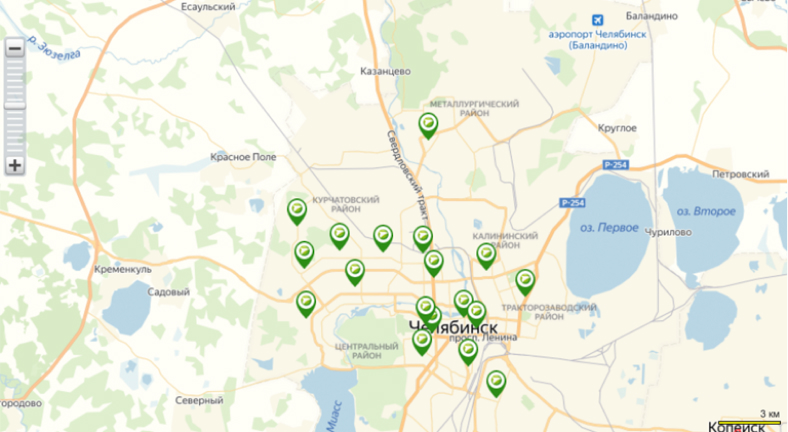 Есаульский
Баландино
аэропорт Челябинск
(Баландино)
р. Зюзелга
Казанцево
МЕТАЛЛУРГИЧЕСКИЙ
РАЙОН
Круглое
Свердловский тракт
Красное Поле
Р-254
Петровский
КУРЧАТОВСКИЙ
РАЙОН
Р-254
оз. Первое
оз. Второе
Чурилово
КАЛИНИНСКИЙ
РАЙОН
Кременкуль
Садовый
ТРАКТОРОЗАВОДСКИЙ
РАЙОН
Челябинск
просп. Ленина
ЦЕНТРАЛЬНЫЙ
РАЙОН
Северный
ородово
Миасс
3 км
Копейск